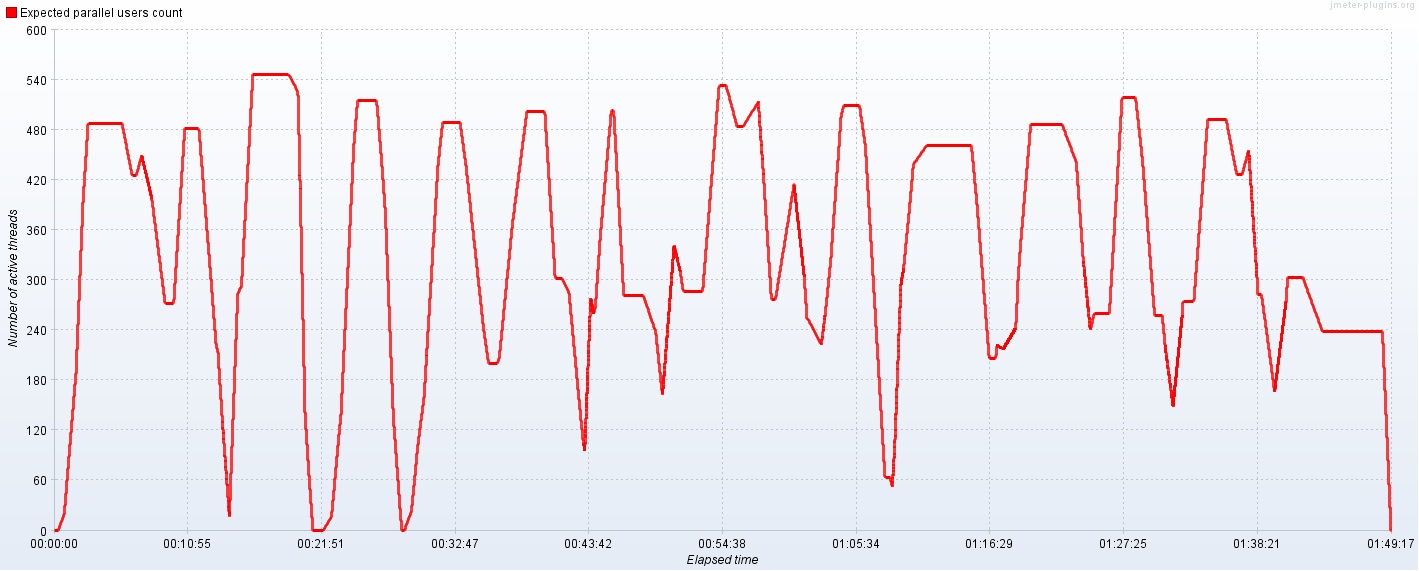 Expected parallel users count
jmeter-plugins.org
600
540
480
420
360
300
240
180
120
60
0
Number of active threads
00:00:00 00:10:55 00:21:51 00:32:47 00:43:42 00:54:38 01:05:34 01:16:29 01:27:25 01:38:21 01:49:17
Elapsed time